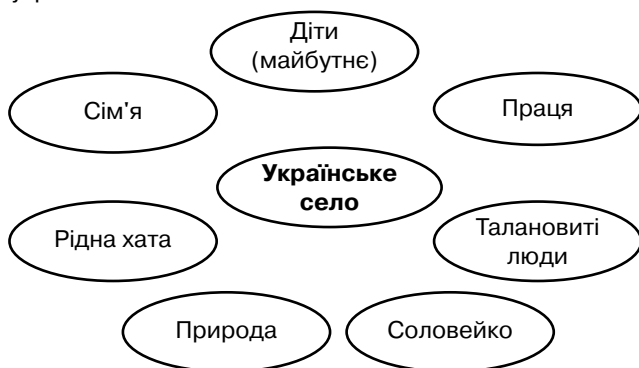 Діти
(майбутнє)
Сім'я
Праця
Українське
село
Рідна хата
Талановиті
люди
Природа
Соловейко